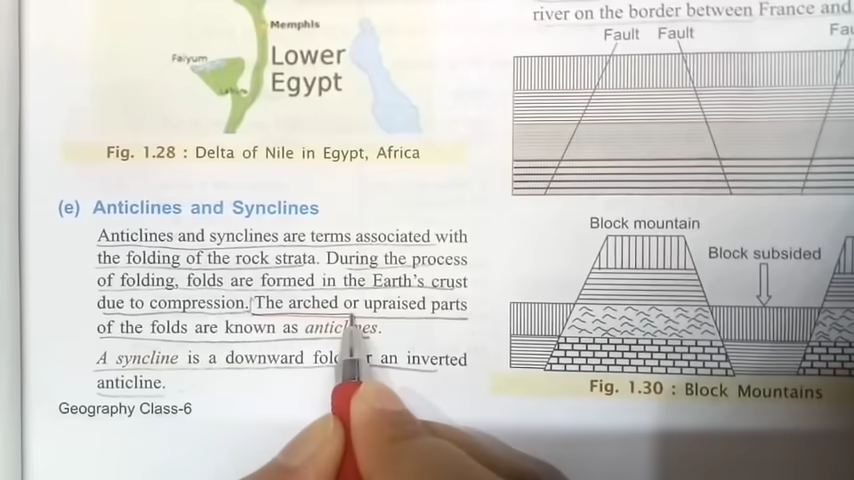 Memphis
Faiyum
Lower
Egypt
Fig. 1.28 : Delta of Nile in Egypt, Africa
(e) Anticlines and Synclines
Anticlines and synclines are terms associated with
the folding of the rock strata. During the process
of folding, folds are formed in the Earth's crust
due to compression. The arched or upraised parts
of the folds are known as anticlines.
A syncline is a downward fold or an inverted
anticline.
Geography Class-6
river on the border between France and
Fault Fault
Block mountain
Block subsided
Fig. 1.30 : Block Mountains